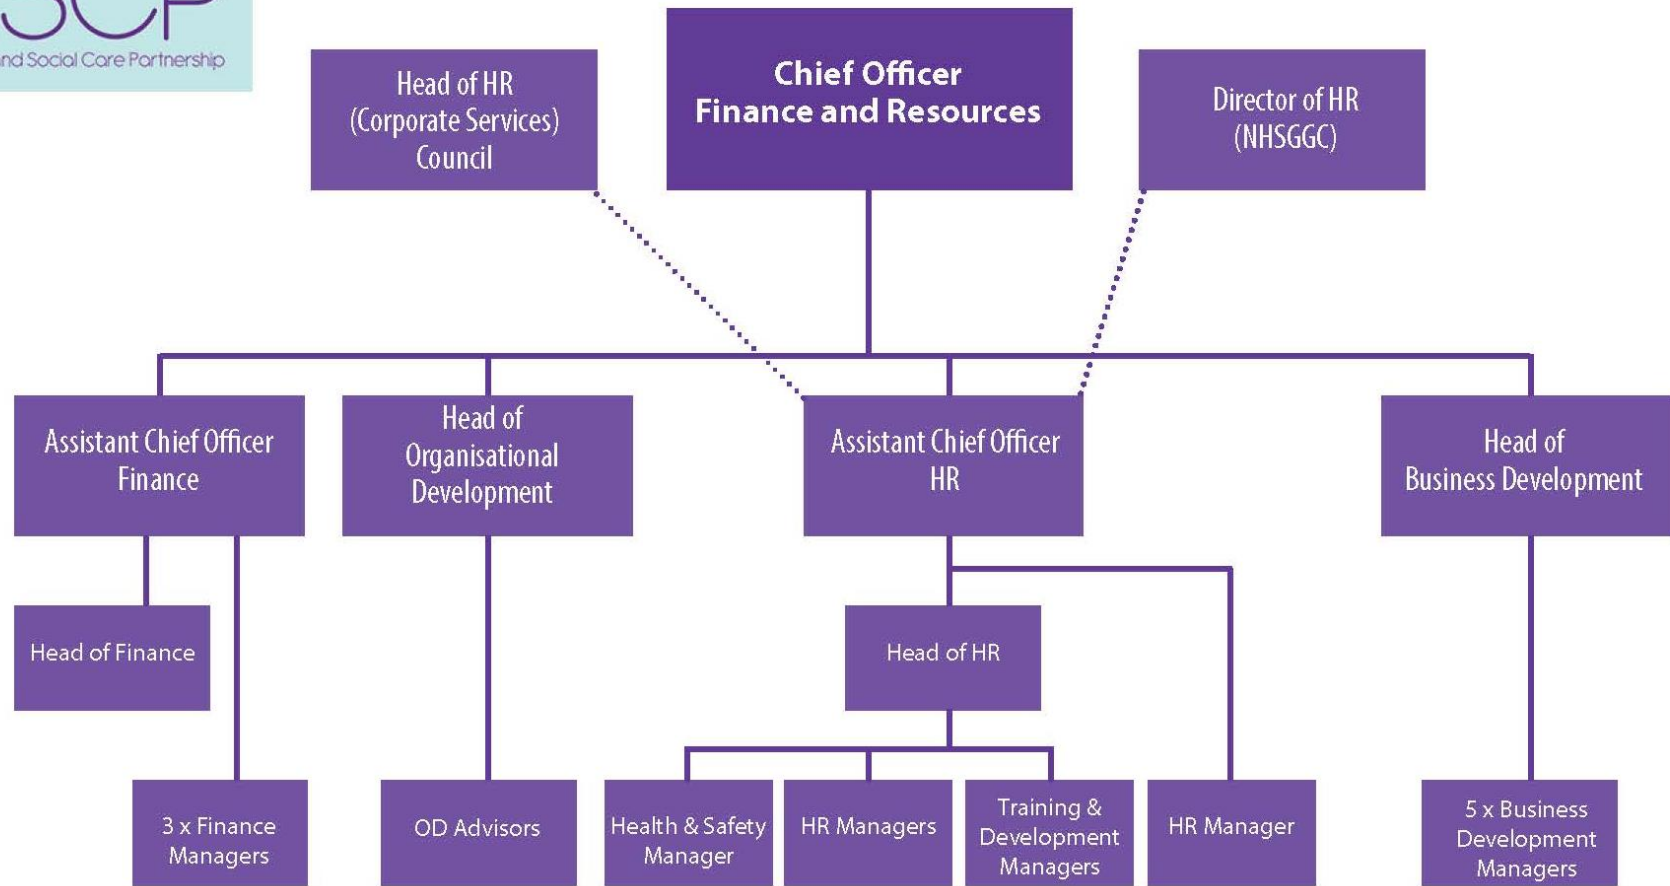 SCP
nd Social Care Partnership
Head of HR
(Corporate Services)
Council
Chief Officer
Finance and Resources
Director of HR
(NHSGGC)
Assistant Chief Officer
Finance
Head of
Organisational
Development
Assistant Chief Officer
HR
Head of
Business Development
Head of Finance
Head of HR
3 x Finance
Managers
OD Advisors
Health & Safety
Manager
HR Managers
Training &
Development
Managers
HR Manager
5 x Business
Development
Managers